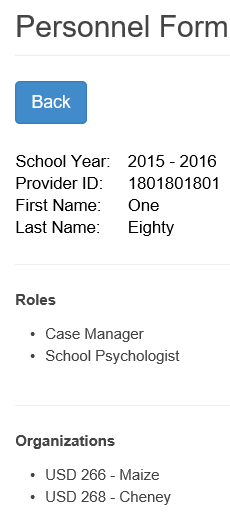 Personnel Form
Back
School Year: 2015 - 2016
Provider ID: 1801801801
First Name: One
Last Name: Eighty
Roles
• Case Manager
• School Psychologist
Organizations
• USD 266 - Maize
• USD 268 - Cheney